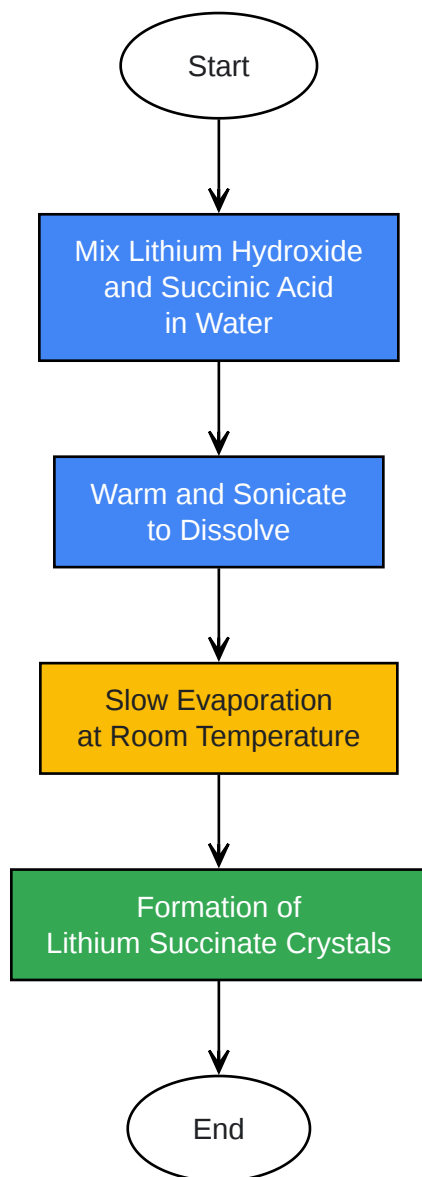 Start
Mix Lithium Hydroxide
and Succinic Acid
in Water
Warm and Sonicate
to Dissolve
Slow Evaporation
at Room Temperature
Formation of
Lithium Succinate Crystals
End